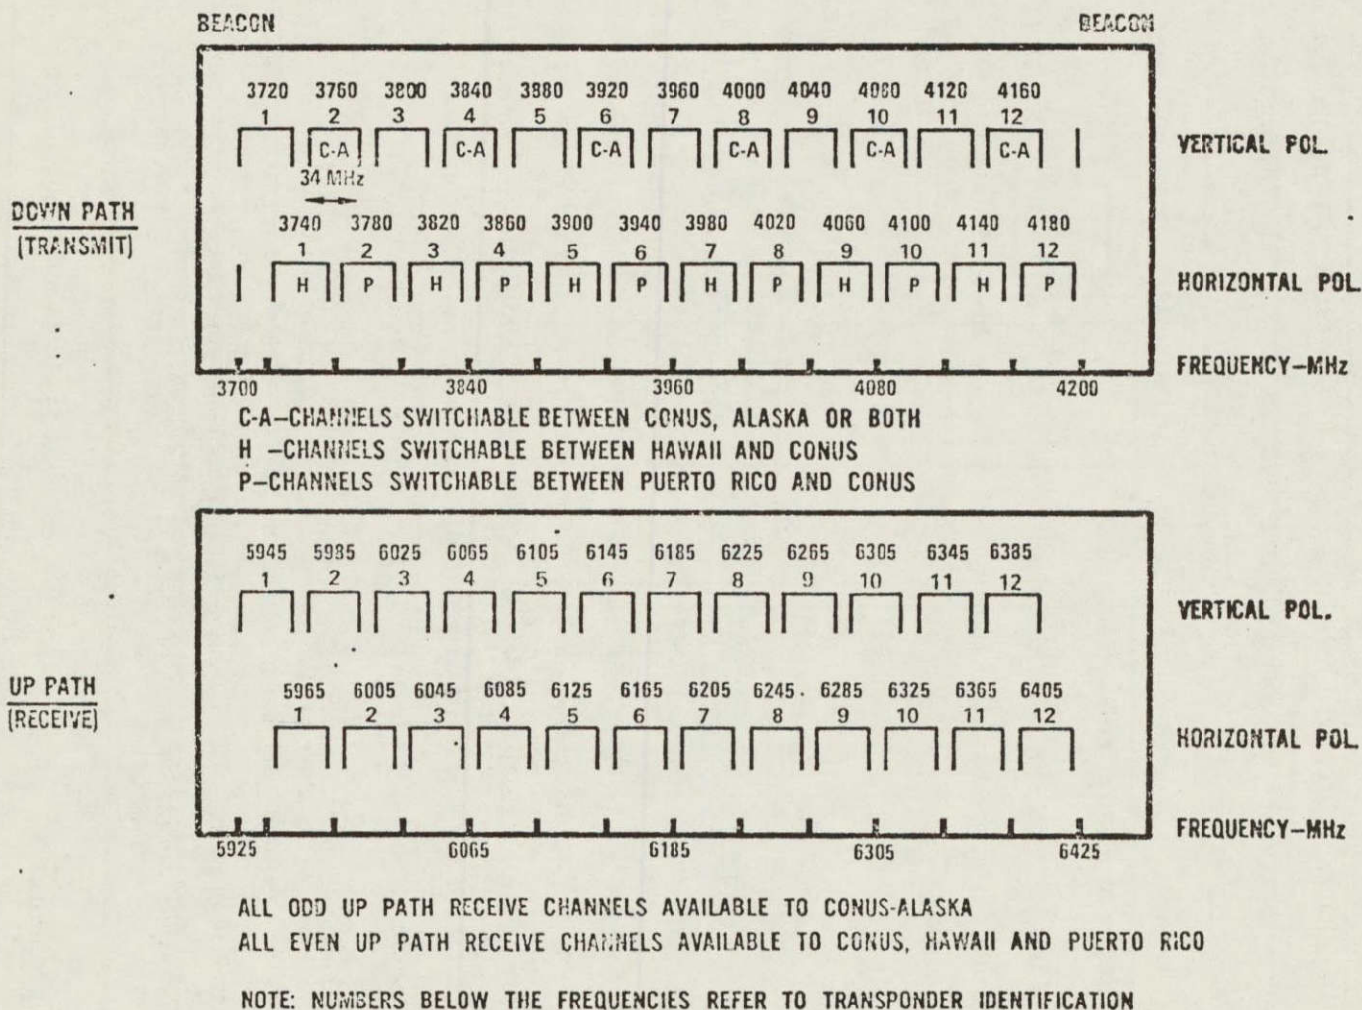 BEACON BEACON
3720 3760 3800 3840 3880 3920 3960 4000 4040 4080 4120 4160
1 2 3 4 5 6 7 8 9 10 11 12
C-A C-A C-A C-A C-A C-A
VERTICAL POL.
34 MHz
DOWN PATH
(TRANSMIT)
3740 3780 3820 3860 3900 3940 3980 4020 4060 4100 4140 4180
1 2 3 4 5 6 7 8 9 10 11 12
H P H P H P H P H P H P
HORIZONTAL POL.
FREQUENCY-MHz
3700 3840 3960 4080 4200
C-A-CHANNELS SWITCHABLE BETWEEN CONUS, ALASKA OR BOTH
H -CHANNELS SWITCHABLE BETWEEN HAWAII AND CONUS
P-CHANNELS SWITCHABLE BETWEEN PUERTO RICO AND CONUS
5945 5985 6025 6065 6105 6145 6185 6225 6265 6305 6345 6385
1 2 3 4 5 6 7 8 9 10 11 12
VERTICAL POL.
UP PATH
(RECEIVE)
5965 6005 6045 6085 6125 6165 6205 6245 6285 6325 6365 6405
1 2 3 4 5 6 7 8 9 10 11 12
HORIZONTAL POL.
FREQUENCY-MHz
5925 6065 6185 6305 6425
ALL ODD UP PATH RECEIVE CHANNELS AVAILABLE TO CONUS-ALASKA
ALL EVEN UP PATH RECEIVE CHANNELS AVAILABLE TO CONUS, HAWAII AND PUERTO RICO
NOTE: NUMBERS BELOW THE FREQUENCIES REFER TO TRANSPONDER IDENTIFICATION